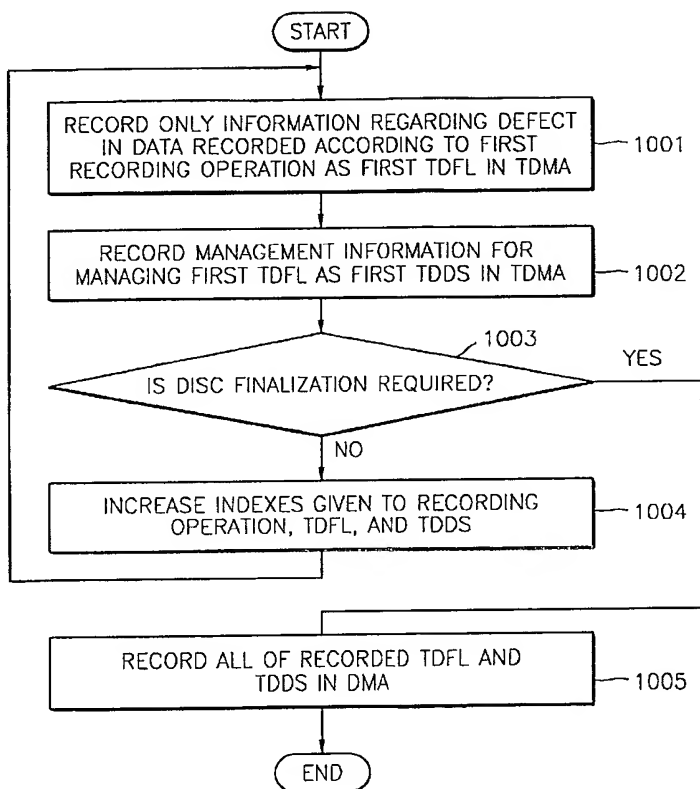 START
RECORD ONLY INFORMATION REGARDING DEFECT
IN DATA RECORDED ACCORDING TO FIRST
RECORDING OPERATION AS FIRST TDFL IN TDMA
1001
RECORD MANAGEMENT INFORMATION FOR
MANAGING FIRST TDFL AS FIRST TDDS IN TDMA
1002
1003
YES
IS DISC FINALIZATION REQUIRED?
NO
INCREASE INDEXES GIVEN TO RECORDING
OPERATION, TDFL, AND TDDS
1004
RECORD ALL OF RECORDED TDFL AND
TDDS IN DMA
1005
END